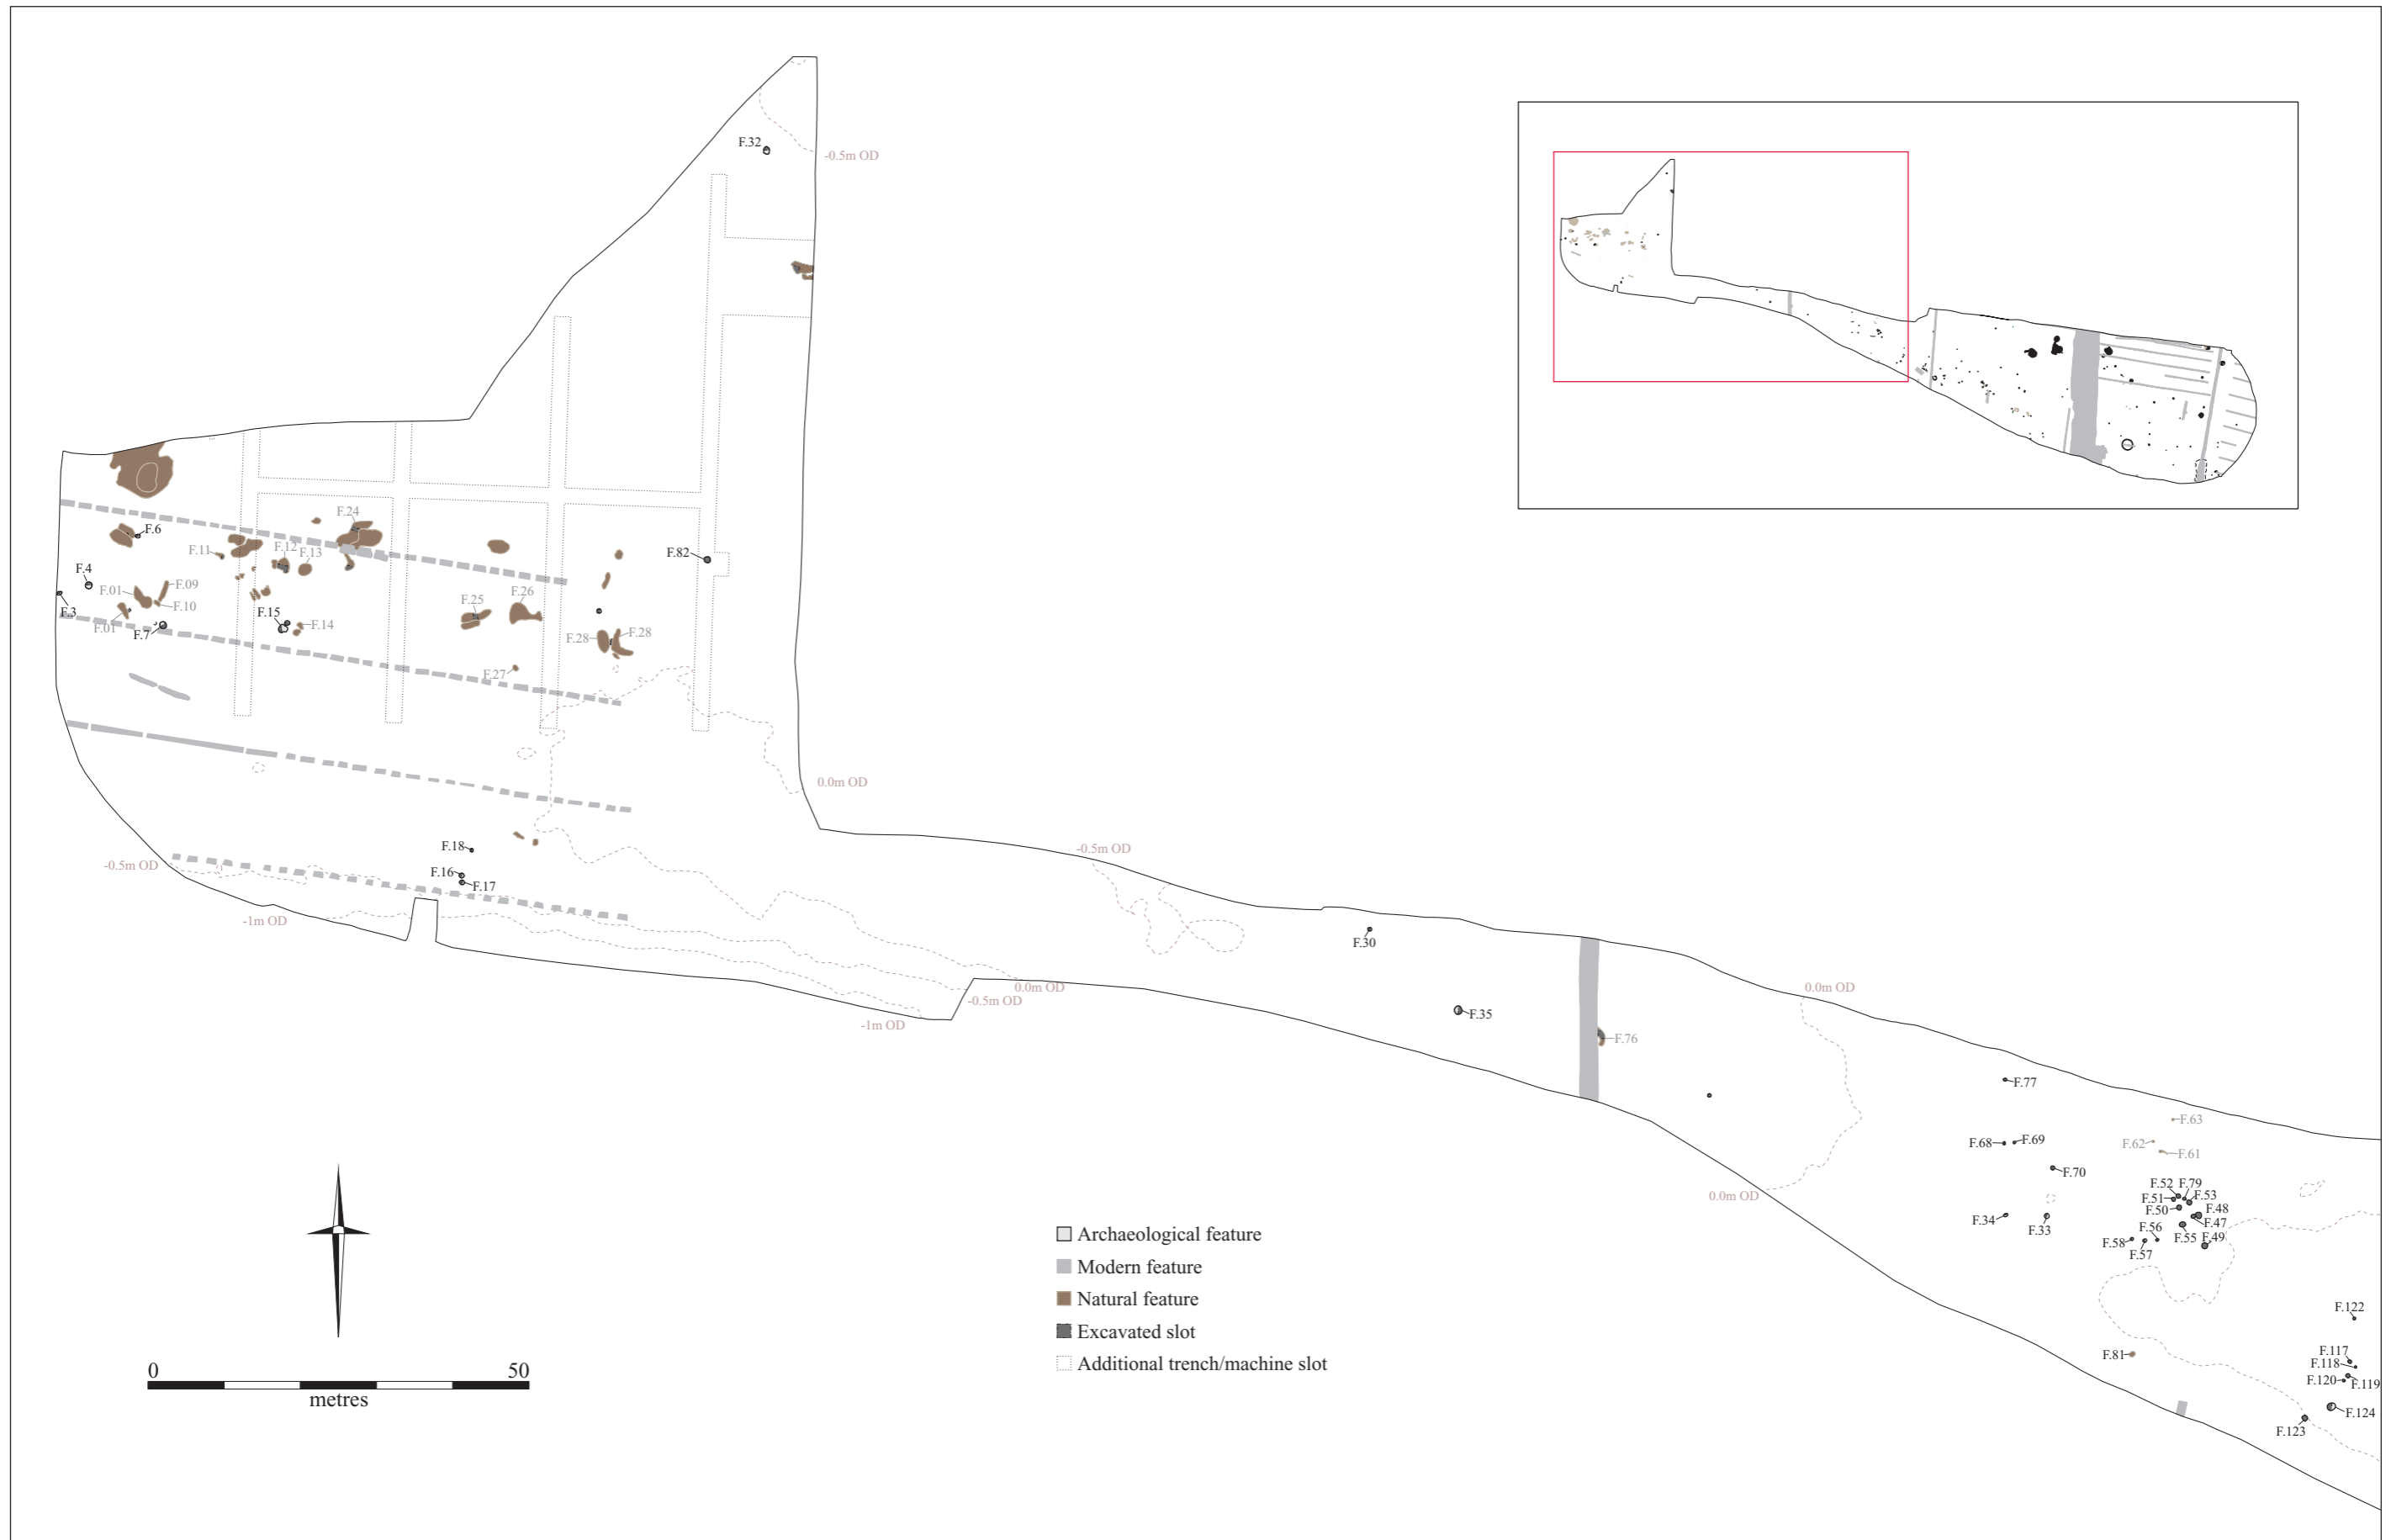 F.32
-0.5m OD
F.24
F.6
F.11
F.12
F.13
F.82
F.4
F.09
F.01
F.10
F.3
F.25
F.26
F.15
F.14
F.01
F.7
F.28
F.28
F.27
0.0m OD
F.18
-0.5m OD
-0.5m OD
F.16
F.17
-1m OD
F.30
0.0m OD
0.0m OD
-0.5m OD
F.35
-1m OD
F.76
F.77
F.63
F.68
F.69
F.62
F.61
F.70
0.0m OD
F.52
F.79
F.51
F.53
F.50
F.48
F.34
F.33
F.47
F.56
F.55
F.49
F.58
F.57
Archaeological feature
Modern feature
Natural feature
Excavated slot
Additional trench/machine slot
F.122
F.81
F.117
F.118
F.120
F.119
F.124
F.123
0
50
metres